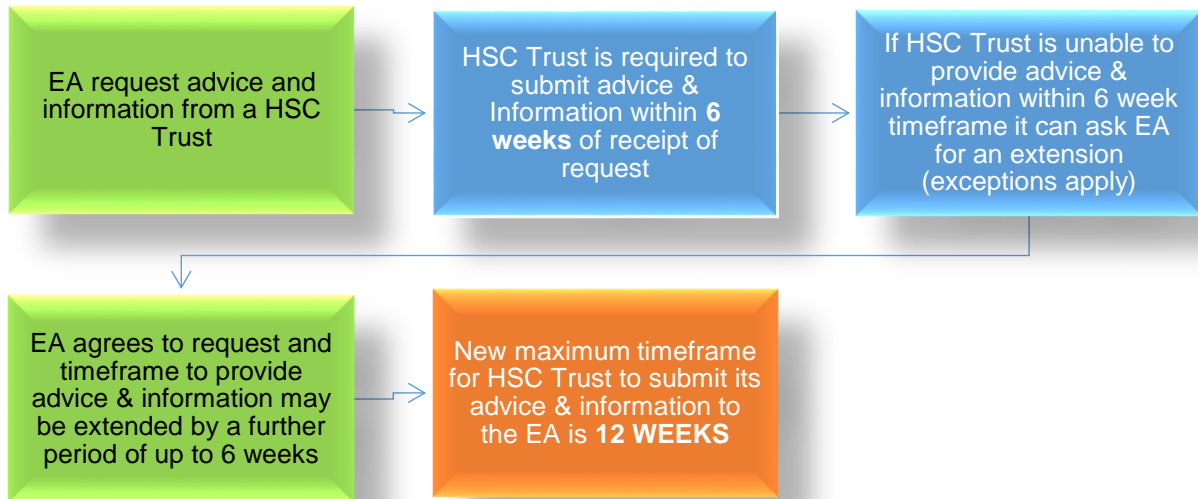 EA request advice and
information from a HSC
Trust
HSC Trust is required to
submit advice &
Information within 6
weeks of receipt of
request
If HSC Trust is unable to
provide advice &
information within 6 week
timeframe it can ask EA
for an extension
(exceptions apply)
EA agrees to request and
timeframe to provide
advice & information may
be extended by a further
period of up to 6 weeks
New maximum timeframe
for HSC Trust to submit its
advice & information to
the EA is 12 WEEKS